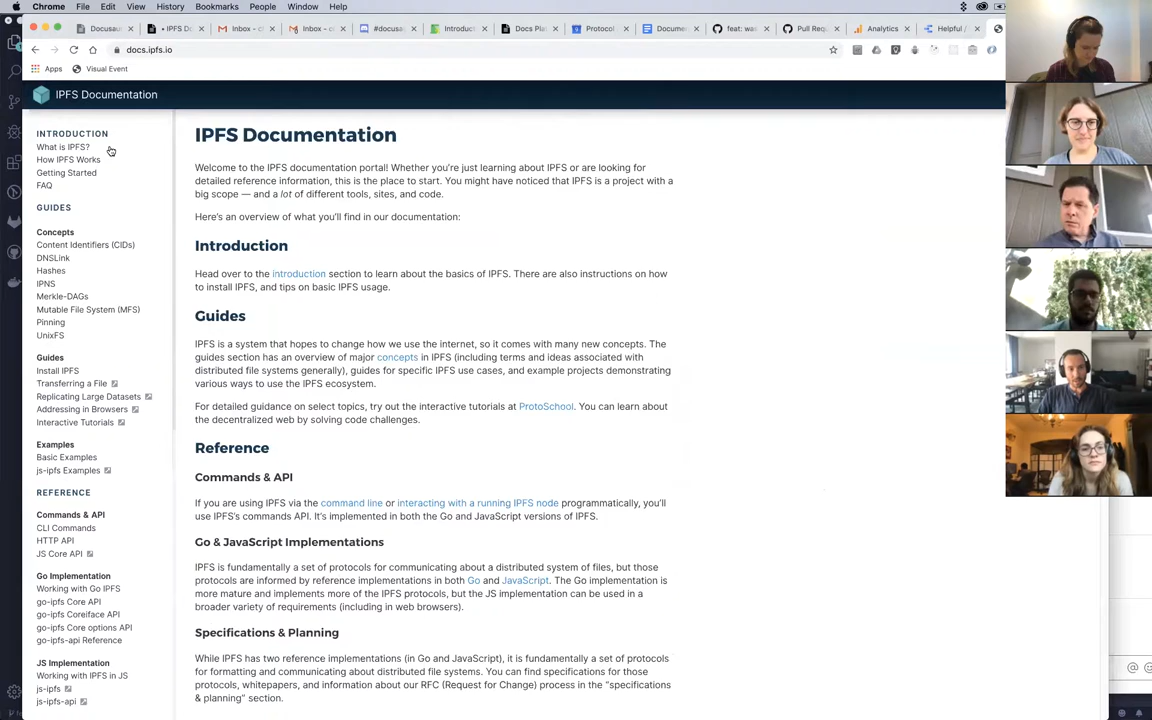 Chrome File Edit View History Bookmarks People Window Help
Docusau
• IPFS D
Inbox – c
Inbox – c
#docusa
Introduct
Docs Pla
Protocol
Docume
feat: wa
Pull Req
Analytics
Helpful /
docs.ipfs.io
Apps
Visual Event
IPFS Documentation
INTRODUCTION
What is IPFS?
How IPFS Works
Getting Started
FAQ
GUIDES
Concepts
Content Identifiers (CIDs)
DNSLink
Hashes
IPNS
Merkle-DAGs
Mutable File System (MFS)
Pinning
UnixFS
Guides
Install IPFS
Transferring a File
Replicating Large Datasets
Addressing in Browsers
Interactive Tutorials
Examples
Basic Examples
js-ipfs Examples
REFERENCE
Commands & API
CLI Commands
HTTP API
JS Core API
Go Implementation
Working with Go IPFS
go-ipfs Core API
go-ipfs Coreiface API
go-ipfs Core options API
go-ipfs-api Reference
JS Implementation
Working with IPFS in JS
js-ipfs
js-ipfs-api
IPFS Documentation
Welcome to the IPFS documentation portal! Whether you're just learning about IPFS or are looking for
detailed reference information, this is the place to start. You might have noticed that IPFS is a project with a
big scope — and a lot of different tools, sites, and code.
Here's an overview of what you'll find in our documentation:
Introduction
Head over to the introduction section to learn about the basics of IPFS. There are also instructions on how
to install IPFS, and tips on basic IPFS usage.
Guides
IPFS is a system that hopes to change how we use the internet, so it comes with many new concepts. The
guides section has an overview of major concepts in IPFS (including terms and ideas associated with
distributed file systems generally), guides for specific IPFS use cases, and example projects demonstrating
various ways to use the IPFS ecosystem.
For detailed guidance on select topics, try out the interactive tutorials at ProtoSchool. You can learn about
the decentralized web by solving code challenges.
Reference
Commands & API
If you are using IPFS via the command line or interacting with a running IPFS node programmatically, you'll
use IPFS's commands API. It's implemented in both the Go and JavaScript versions of IPFS.
Go & JavaScript Implementations
IPFS is fundamentally a set of protocols for communicating about a distributed system of files, but those
protocols are informed by reference implementations in both Go and JavaScript. The Go implementation is
more mature and implements more of the IPFS protocols, but the JS implementation can be used in a
broader variety of requirements (including in web browsers).
Specifications & Planning
While IPFS has two reference implementations (in Go and JavaScript), it is fundamentally a set of protocols
for formatting and communicating about distributed file systems. You can find specifications for those
protocols, whitepapers, and information about our RFC (Request for Change) process in the "specifications
& planning" section.